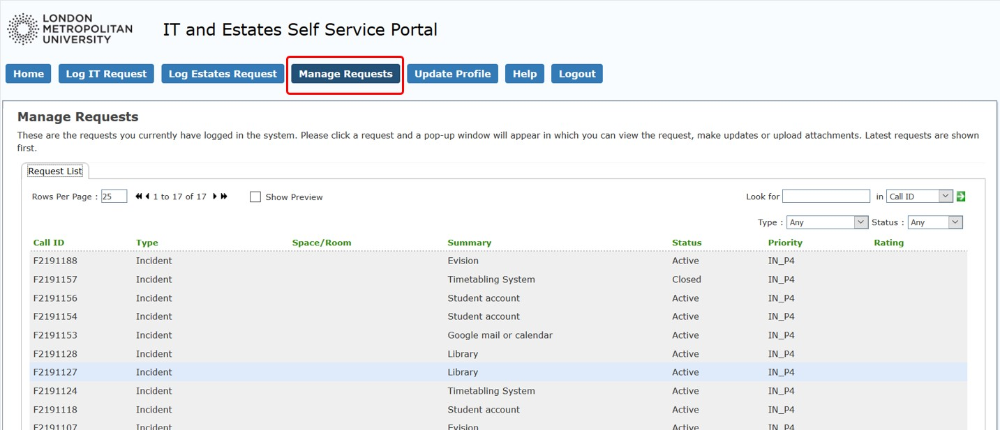 LONDON
METROPOLITAN
UNIVERSITY
IT and Estates Self Service Portal
Home Log IT Request Log Estates Request Manage Requests Update Profile Help Logout
Manage Requests
These are the requests you currently have logged in the system. Please click a request and a pop-up window will appear in which you can view the request, make updates or upload attachments. Latest requests are shown
first.
Request List
Rows Per Page : 25 1 to 17 of 17 Show Preview Look for in Call ID
Type : Any Status : Any
Call ID Type Space/Room Summary Status Priority Rating
F2191188 Incident Evision Active IN_P4
F2191157 Incident Timetabling System Closed IN_P4
F2191156 Incident Student account Active IN_P4
F2191154 Incident Student account Active IN_P4
F2191153 Incident Google mail or calendar Active IN_P4
F2191128 Incident Library Active IN_P4
F2191127 Incident Library Active IN_P4
F2191124 Incident Timetabling System Active IN_P4
F2191118 Incident Student account Active IN_P4
F2191107 Incident Evision Active IN_P4